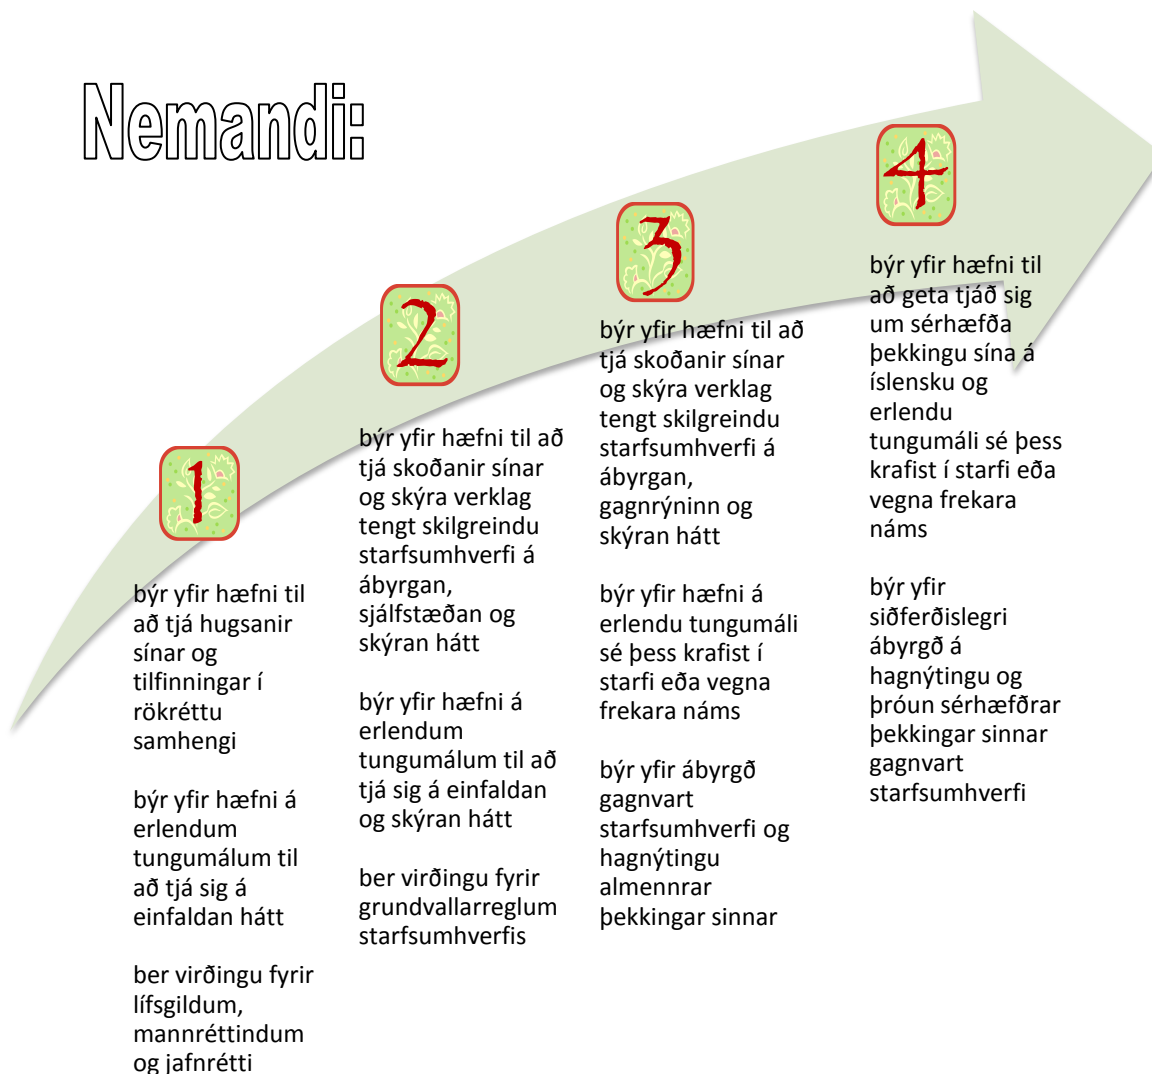 Nemandi:
1
býr yfir hæfni til
að tjá hugsanir
sínar og
tilfinningar í
rökréttu
samhengi
býr yfir hæfni á
erlendum
tungumálum til
að tjá sig á
einfaldan hátt
ber virðingu fyrir
lífsgildum,
mannréttindum
og jafnrétti
2
býr yfir hæfni til að
tjá skoðanir sínar
og skýra verklag
tengt skilgreindu
starfsumhverfi á
ábyrgan,
sjálfstæðan og
skýran hátt
býr yfir hæfni á
erlendum
tungumálum til að
tjá sig á einfaldan
og skýran hátt
ber virðingu fyrir
grundvallarreglum
starfsumhverfis
3
býr yfir hæfni til að
tjá skoðanir sínar
og skýra verklag
tengt skilgreindu
starfsumhverfi á
ábyrgan,
gagnrýninn og
skýran hátt
býr yfir hæfni á
erlendu tungumáli
sé þess krafist í
starfi eða vegna
frekara náms
býr yfir ábyrgð
gagnvart
starfsumhverfi og
hagnýtingu
almennrar
þekkingar sinnar
4
býr yfir hæfni til
að geta tjáð sig
um sérhæfða
þekkingu sína á
íslensku og
erlendu
tungumáli sé þess
krafist í starfi eða
vegna frekara
náms
býr yfir
siðferðislegri
ábyrgð á
hagnýtingu og
þróun sérhæfðrar
þekkingar sinnar
gagnvart
starfsumhverfi